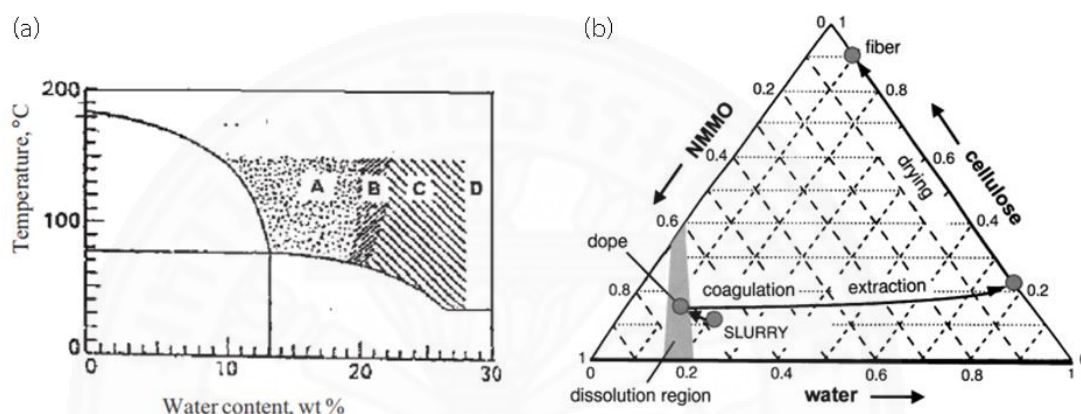 (a)
200
100
0
Temperature, °C
A B C D
0 10 20 30
Water content, wt %
(b)
0 1
fiber
0.2 0.8
NMMO
drying
cellulose
0.4 0.6
0.6 0.4
dope
0.8 coagulation extraction 0.2
SLURRY
1 0
0 0.2 0.4 0.6 0.8 1
dissolution region
water